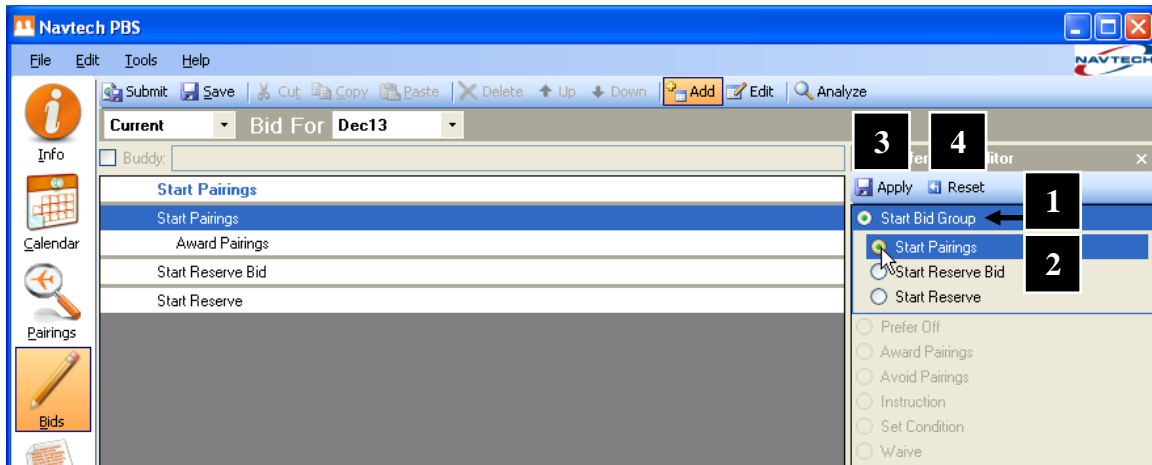 Navtech PBS
File Edit Tools Help
NAVTECH
Submit Save Cut Copy Paste Delete Up Down Add Edit Analyze
Current Bid For Dec13
Info
Buddy:
3 4
Apply Reset
Start Pairings
Start Bid Group 1
Start Pairings
Start Pairings
Calendar
Award Pairings
Start Reserve Bid 2
Start Reserve Bid
Start Reserve
Start Reserve
Pairings
Prefer Off
Award Pairings
Avoid Pairings
Instruction
Bids
Set Condition
Waive